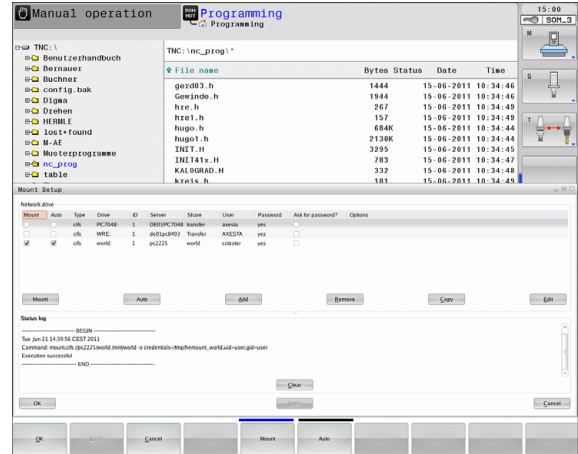 Manual operation
PGM
MGT
Programming
Programming
15:00
SOM_3
TNC:\
Benutzerhandbuch
Bernauer
Buchner
config.bak
Digma
Drehen
HERMLE
lost+found
M-AE
Musterprogramme
nc_prog
table
TNC:\nc_prog\*
File name Bytes Status Date Time
gerd03.h 1444 15-06-2011 10:34:46
Gewinde.h 1944 15-06-2011 10:34:46
hre.h 267 15-06-2011 10:34:49
hre1.h 157 15-06-2011 10:34:49
hugo.h 684K 15-06-2011 10:34:44
hugo1.h 2130K 15-06-2011 10:34:44
INIT.H 3295 15-06-2011 10:34:45
INIT41x.H 783 15-06-2011 10:34:47
KALOGRAD.H 332 15-06-2011 10:34:48
kreis.h 181 15-06-2011 10:34:49
M
S
T
Mount Setup
Network drive
Mount Auto Type Drive ID Server Share User Password Ask for password? Options
cifs PC7048: 1 DE01PC7048 transfer axesta yes
cifs WRE: 1 de01pc8493 Transfer AXESTA yes
cifs world: 1 pc2225 world cctester yes
Mount Auto Add Remove Copy Edit
Status log
BEGIN
Tue Jun 21 14:39:56 CEST 2011
Command: mount.cifs //pc2225/world /mnt/world -o credentials=/tmp/hemount_world,uid=user,gid=user
Execution successful
END
Clear
OK Apply Cancel
OK Apply Cancel Mount Auto